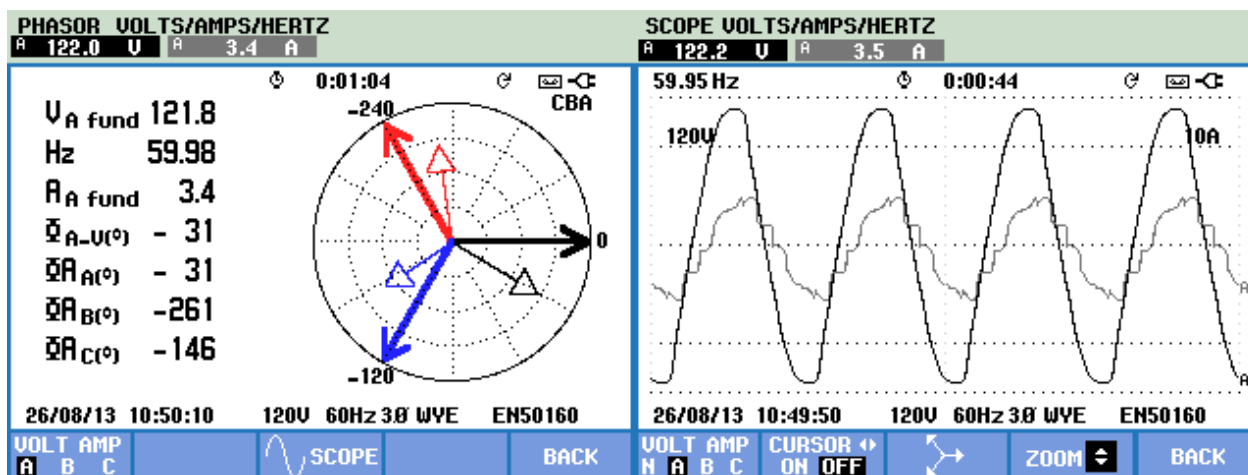 PHASOR VOLTS/AMPS/HERTZ
A 122.0 V A 3.4 A
0:01:04
CBA
VA fund 121.8
Hz 59.98
AA fund 3.4
ΦA-V(°) - 31
ΦAA(°) - 31
ΦAB(°) -261
ΦAC(°) -146
-240
0
-120
26/08/13 10:50:10 120V 60Hz 3Ø WYE EN50160
VOLT AMP
A B C
SCOPE
BACK
SCOPE VOLTS/AMPS/HERTZ
A 122.2 V A 3.5 A
59.95 Hz 0:00:44
120V 10A
A
A
26/08/13 10:49:50 120V 60Hz 3Ø WYE EN50160
VOLT AMP
N A B C
CURSOR
ON OFF
ZOOM
BACK